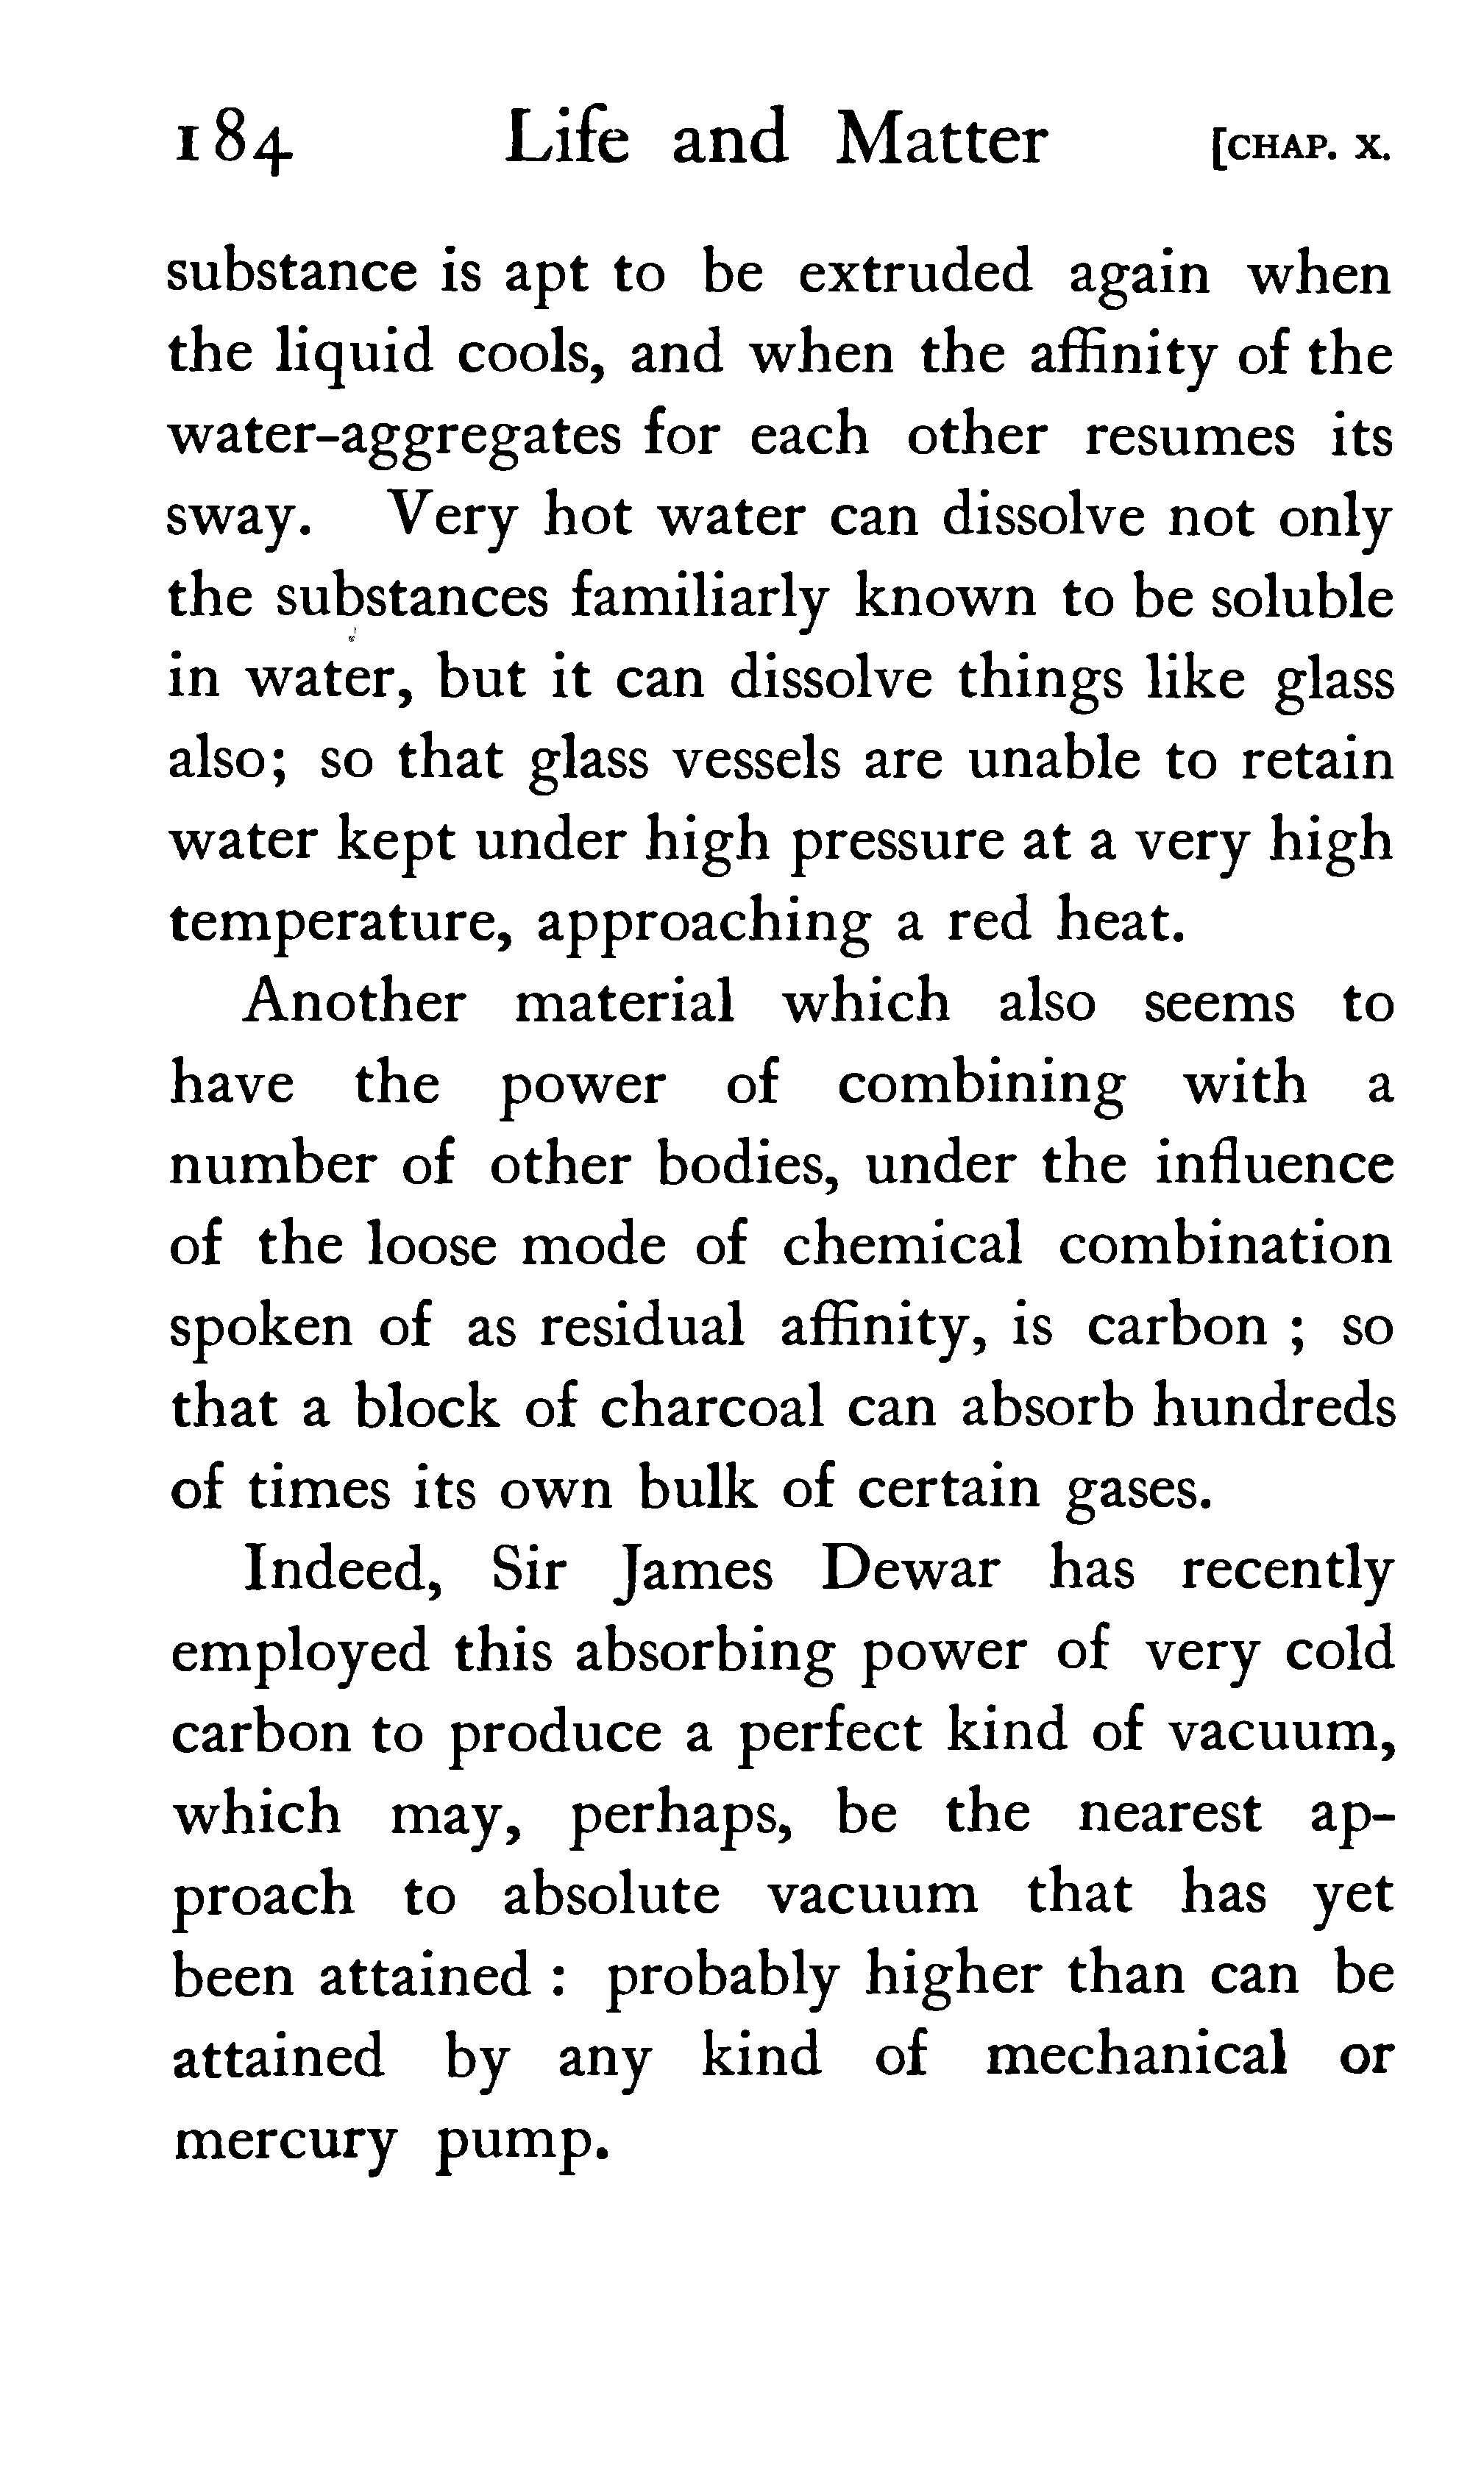 184 Life and Matter [CHAP. X.
substance is apt to be extruded again when
the liquid cools, and when the affinity of the
water-aggregates for each other resumes its
sway. Very hot water can dissolve not only
the substances familiarly known to be soluble
in water, but it can dissolve things like glass
also; so that glass vessels are unable to retain
water kept under high pressure at a very high
temperature, approaching a red heat.
Another material which also seems to
have the power of combining with a
number of other bodies, under the influence
of the loose mode of chemical combination
spoken of as residual affinity, is carbon ; so
that a block of charcoal can absorb hundreds
of times its own bulk of certain gases.
Indeed, Sir James Dewar has recently
employed this absorbing power of very cold
carbon to produce a perfect kind of vacuum,
which may, perhaps, be the nearest ap-
proach to absolute vacuum that has yet
been attained : probably higher than can be
attained by any kind of mechanical or
mercury pump.